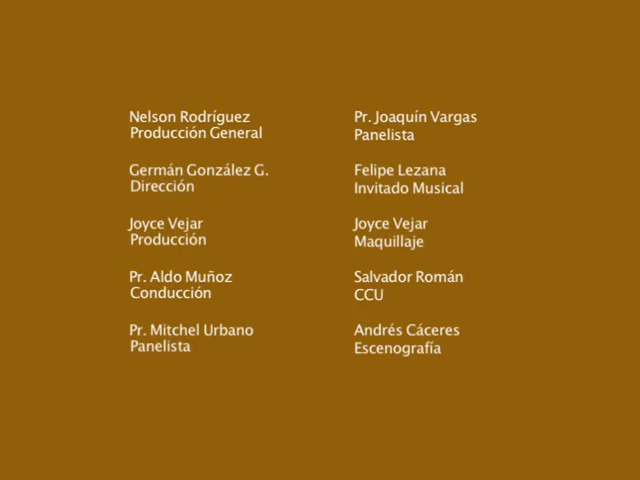 Nelson Rodríguez
Producción General
Germán González G.
Dirección
Joyce Vejar
Producción
Pr. Aldo Muñoz
Conducción
Pr. Mitchel Urbano
Panelista
Pr. Joaquín Vargas
Panelista
Felipe Lezana
Invitado Musical
Joyce Vejar
Maquillaje
Salvador Román
CCU
Andrés Cáceres
Escenografía